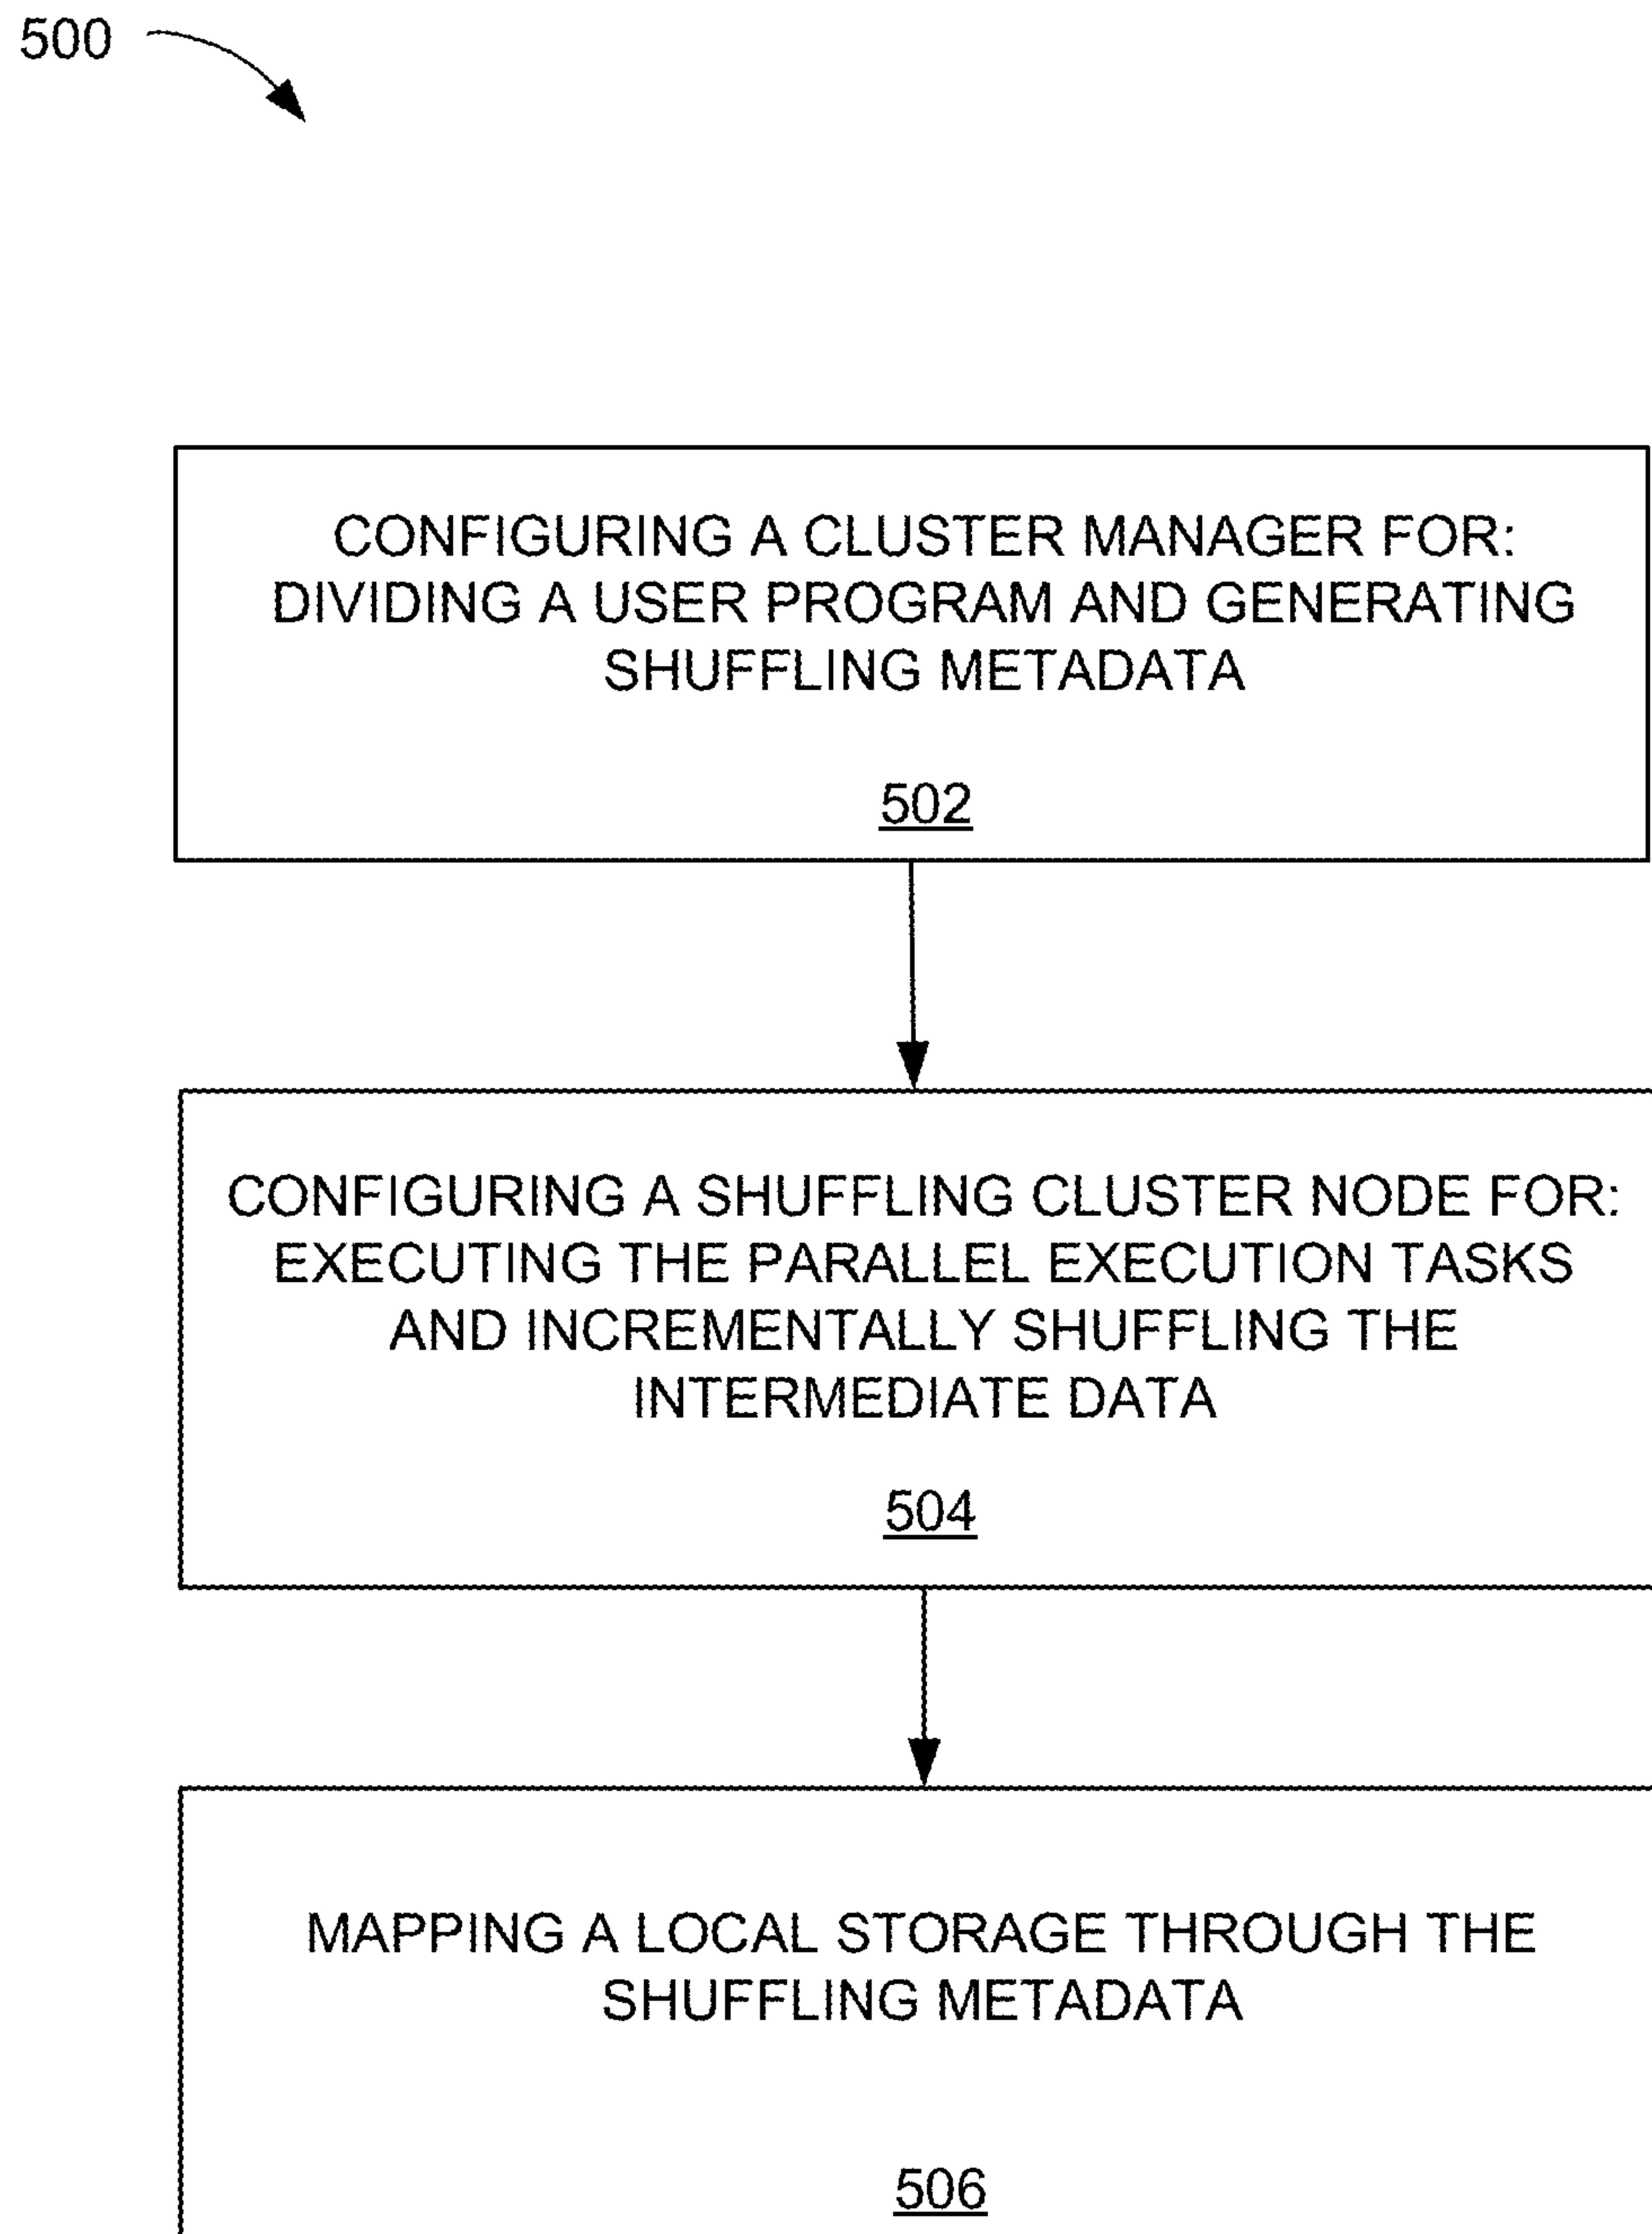 500
CONFIGURING A CLUSTER MANAGER FOR:
DIVIDING A USER PROGRAM AND GENERATING
SHUFFLING METADATA
502
CONFIGURING A SHUFFLING CLUSTER NODE FOR:
EXECUTING THE PARALLEL EXECUTION TASKS
AND INCREMENTALLY SHUFFLING THE
INTERMEDIATE DATA
504
MAPPING A LOCAL STORAGE THROUGH THE
SHUFFLING METADATA
506